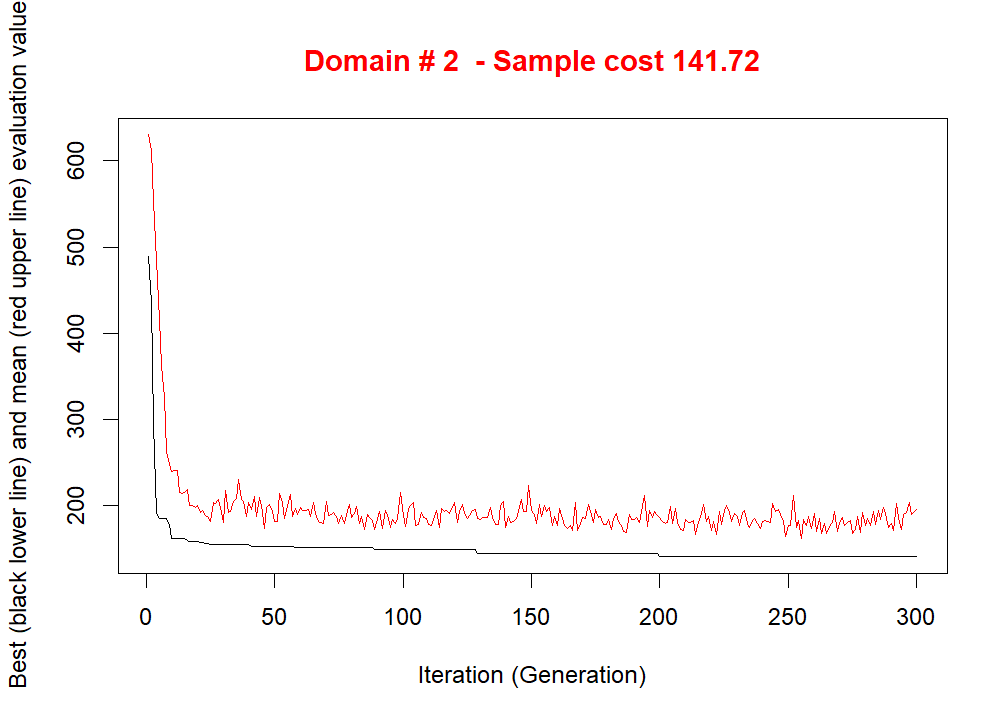 Domain # 2  - Sample cost 141.72
Best (black lower line) and mean (red upper line) evaluation value
600
500
400
300
200
0 50 100 150 200 250 300
Iteration (Generation)